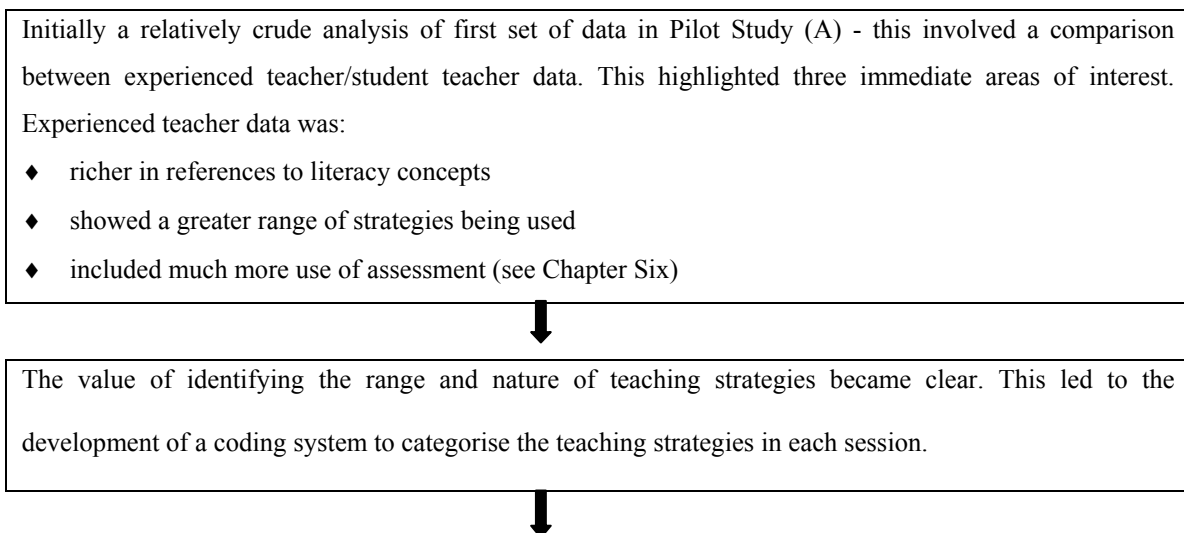 Initially a relatively crude analysis of first set of data in Pilot Study (A) - this involved a comparison
between experienced teacher/student teacher data. This highlighted three immediate areas of interest.
Experienced teacher data was:
♦ richer in references to literacy concepts
♦ showed a greater range of strategies being used
♦ included much more use of assessment (see Chapter Six)
The value of identifying the range and nature of teaching strategies became clear. This led to the
development of a coding system to categorise the teaching strategies in each session.